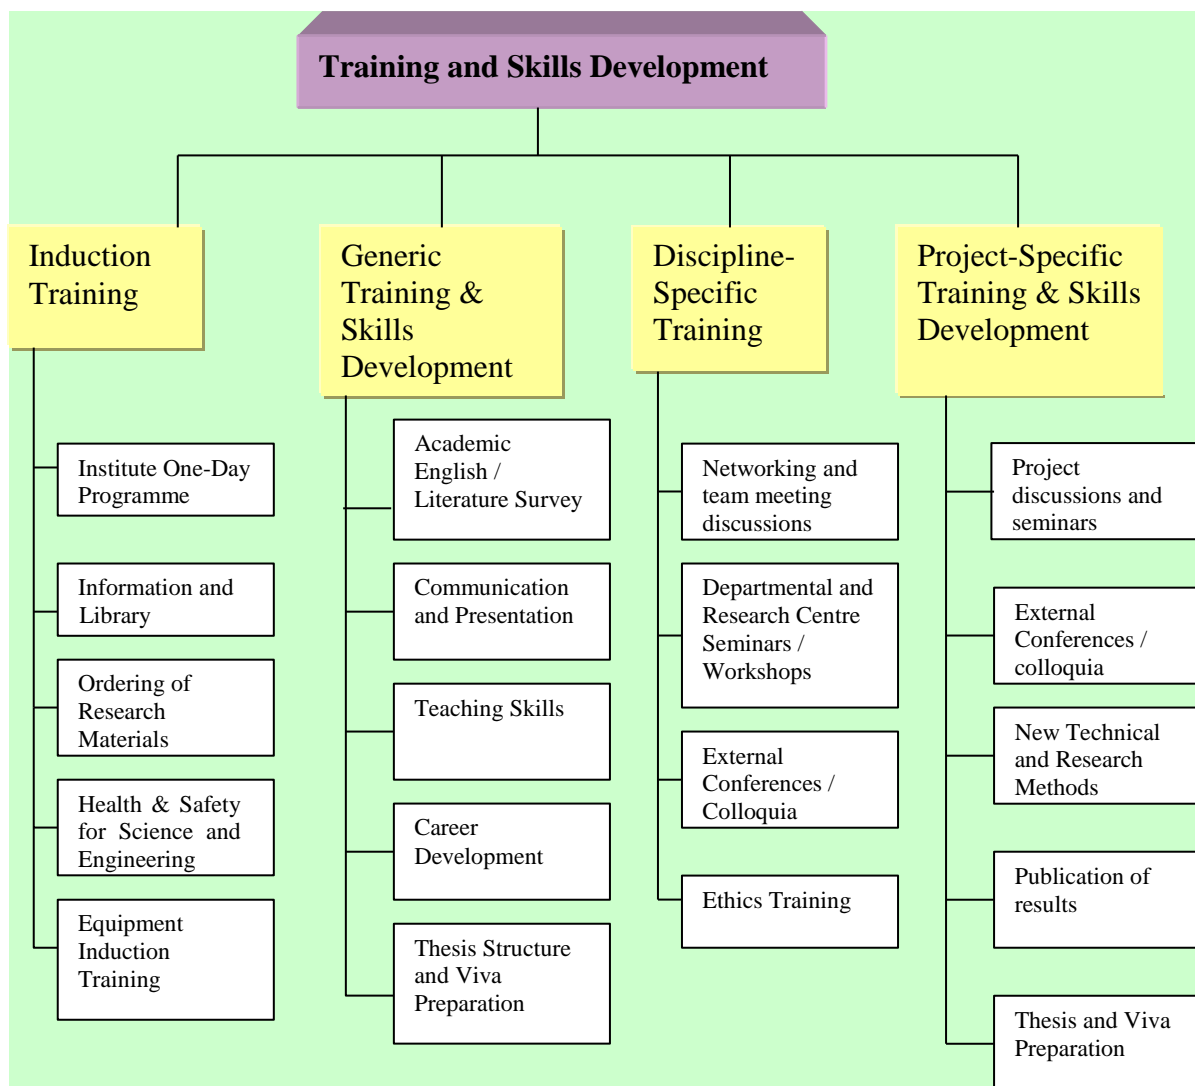 Training and Skills Development
Induction
Training
Institute One-Day
Programme
Information and
Library
Ordering of
Research
Materials
Health & Safety
for Science and
Engineering
Equipment
Induction
Training
Generic
Training &
Skills
Development
Academic
English /
Literature Survey
Communication
and Presentation
Teaching Skills
Career
Development
Thesis Structure
and Viva
Preparation
Discipline-
Specific
Training
Networking and
team meeting
discussions
Departmental and
Research Centre
Seminars /
Workshops
External
Conferences /
Colloquia
Ethics Training
Project-Specific
Training & Skills
Development
Project
discussions and
seminars
External
Conferences /
colloquia
New Technical
and Research
Methods
Publication of
results
Thesis and Viva
Preparation